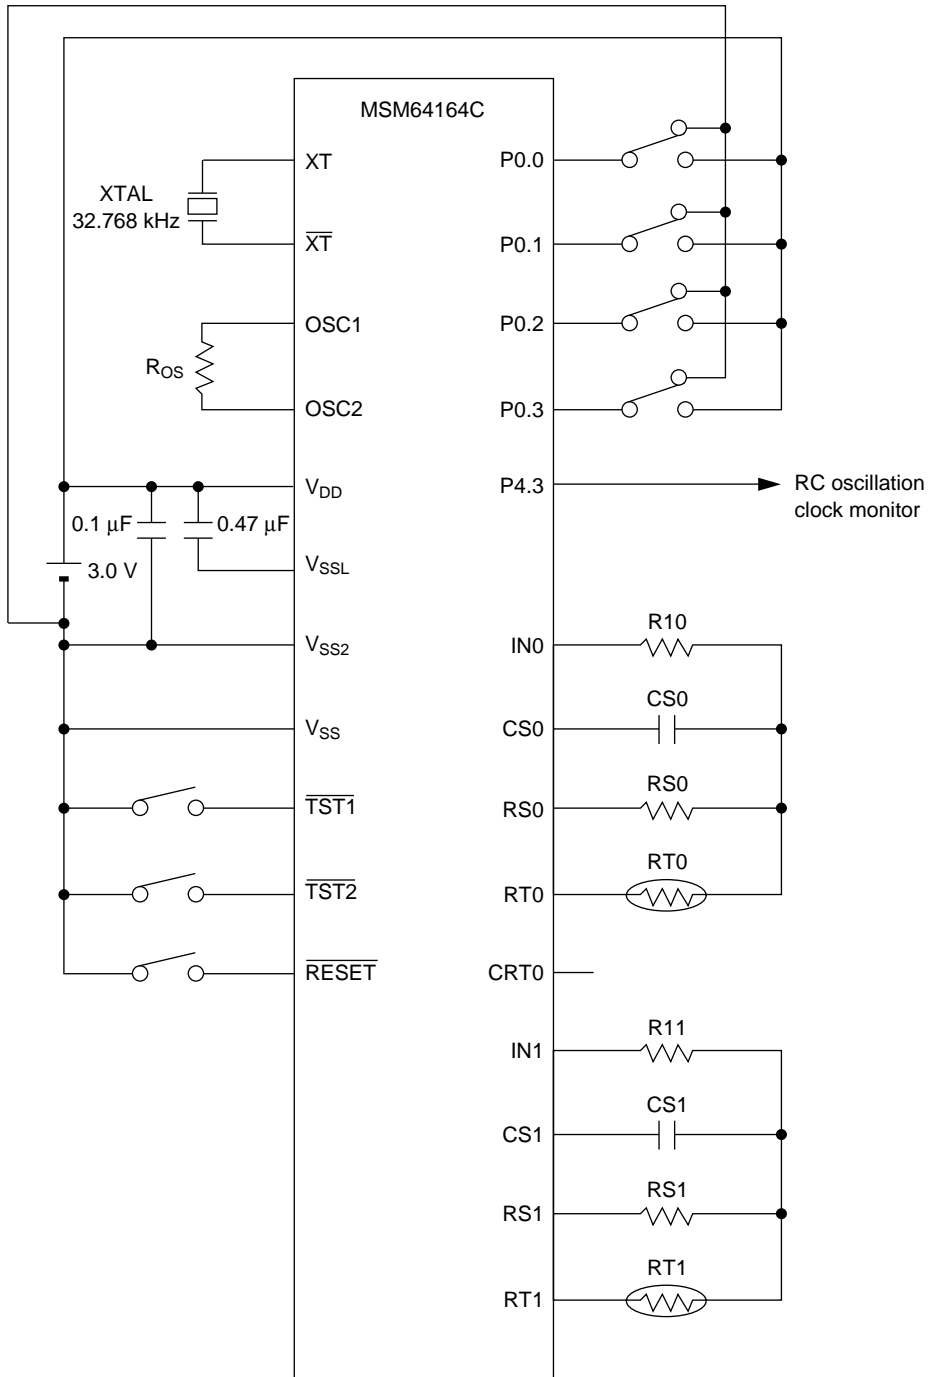 MSM64164C
XT
P0.0
XTAL
32.768 kHz
XT
P0.1
OSC1
P0.2
ROS
OSC2
P0.3
VDD
P4.3
RC oscillation
clock monitor
0.1 μF
0.47 μF
VSSL
3.0 V
R10
VSS2
IN0
CS0
VSS
CS0
RS0
TST1
RS0
RT0
TST2
RT0
RESET
CRT0
R11
IN1
CS1
CS1
RS1
RS1
RT1
RT1